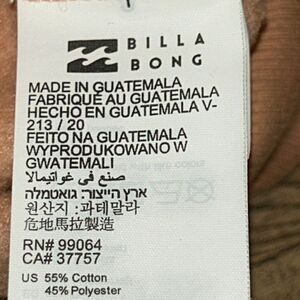 BILLA
BONG
MADE IN GUATEMALA
FABRIQUÉ AU GUATEMALA
HECHO EN GUATEMALA V-
213 / 20
FEITO NA GUATEMALA
WYPRODUKOWANO W
GWATEMALI
صنع في غواتيمالا
ארץ הייצור: גואטמלה
원산지 : 과테말라
危地馬拉製造
RN# 99064
CA# 37757
US 55% Cotton
45% Polyester